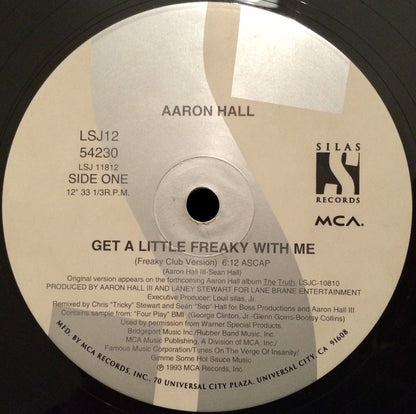 AARON HALL
LSJ12
54230
LSJ 11812
SIDE ONE
12" 33 1/3 R.P.M.
SILAS
S
RECORDS
MCA.
GET A LITTLE FREAKY WITH ME
(Freaky Club Version) 6:12 ASCAP
(Aaron Hall III-Sean Hall)
Original version appears on the forthcoming Aaron Hall album The Truth. LSJC-10810
PRODUCED BY AARON HALL III AND LANEY STEWART FOR LANE BRANE ENTERTAINMENT
Executive Producer: Louil silas, Jr.
Remixed by Chris "Tricky" Stewart and Sean "Sep" Hall for Boss Productions and Aaron Hall III
Contains sample from: "Four Play" BMI (George Clinton, Jr.-Glenn Goins-Bootsy Collins)
Used by permission from Warner Special Products.
Bridgeport Music Inc./Rubber Band Music, Inc.
MCA Music Publishing, A Division of MCA, Inc./
Famous Music Corporation/Tunes On The Verge Of Insanity/
Gimme Some Hot Sauce Music
℗ 1993 MCA Records, Inc.
MFD. BY MCA RECORDS, INC., 70 UNIVERSAL CITY PLAZA, UNIVERSAL CITY, CA. 91608